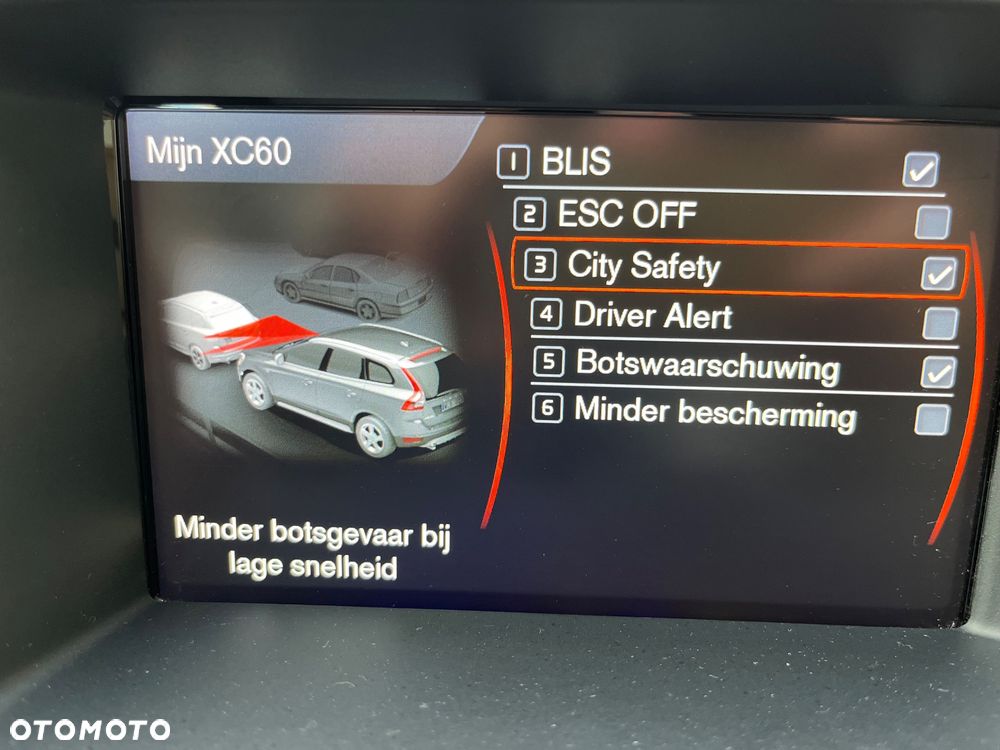 Mijn XC60
1 BLIS
2 ESC OFF
3 City Safety
4 Driver Alert
5 Botswaarschuwing
6 Minder bescherming
Minder botsgevaar bij
lage snelheid
OTOMOTO